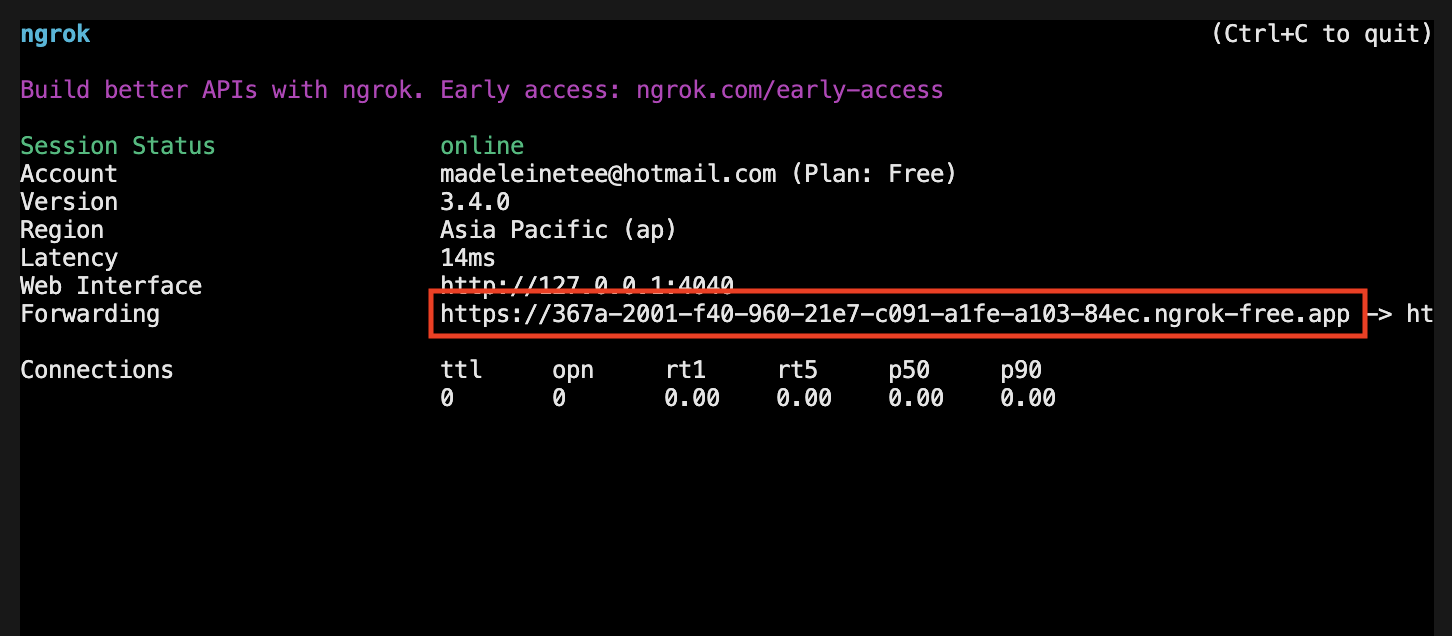 ngrok (Ctrl+C to quit)
Build better APIs with ngrok. Early access: ngrok.com/early-access
Session Status online
Account madeleinetee@hotmail.com (Plan: Free)
Version 3.4.0
Region Asia Pacific (ap)
Latency 14ms
Web Interface http://127.0.0.1:4040
Forwarding https://367a-2001-f40-960-21e7-c091-a1fe-a103-84ec.ngrok-free.app -> ht
Connections ttl opn rt1 rt5 p50 p90
0 0 0.00 0.00 0.00 0.00